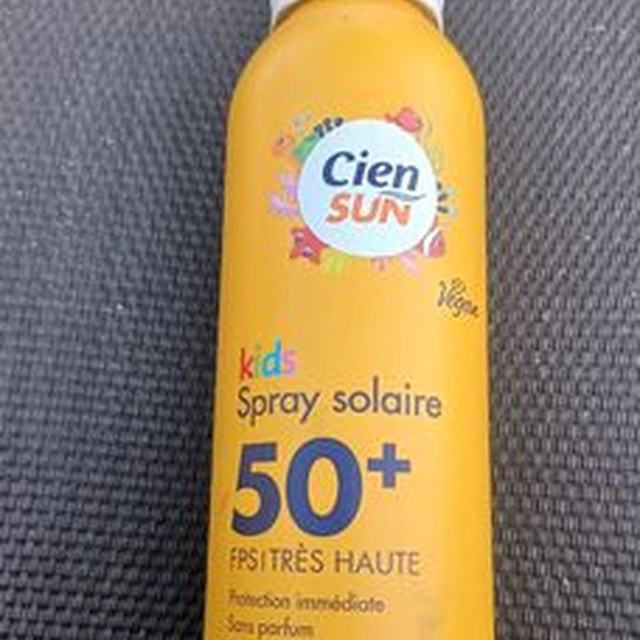 Cien
SUN
Vegan
kids
Spray solaire
50+
FPS|TRÈS HAUTE
Protection immédiate
Sans parfum